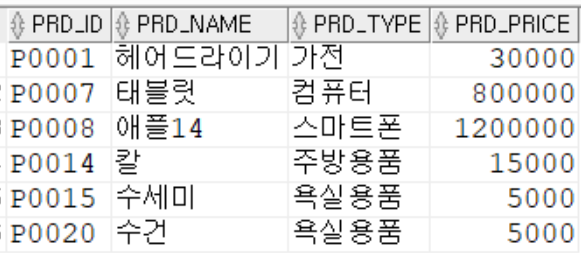 PRD_ID PRD_NAME PRD_TYPE PRD_PRICE
P0001 헤어드라이기 가전 30000
P0007 태블릿 컴퓨터 800000
P0008 애플14 스마트폰 1200000
P0014 칼 주방용품 15000
P0015 수세미 욕실용품 5000
P0020 수건 욕실용품 5000